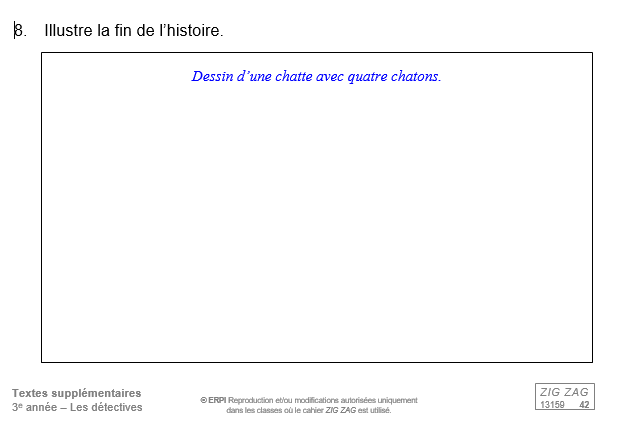 8. Illustre la fin de l'histoire.
Dessin d'une chatte avec quatre chatons.
Textes supplémentaires
3e année – Les détectives
© ERPI Reproduction et/ou modifications autorisées uniquement
dans les classes où le cahier ZIG ZAG est utilisé.
ZIG ZAG
13159 42